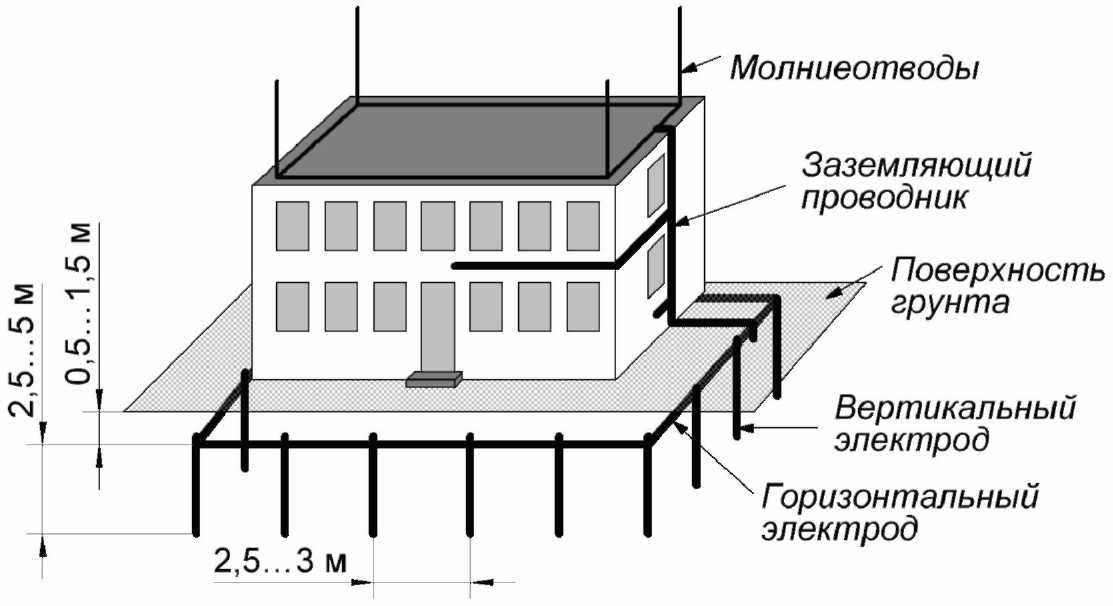 Молниеотводы
Заземляющий
проводник
Поверхность
грунта
0,5...1,5 м
2,5...5 м
Вертикальный
электрод
Горизонтальный
электрод
2,5...3 м